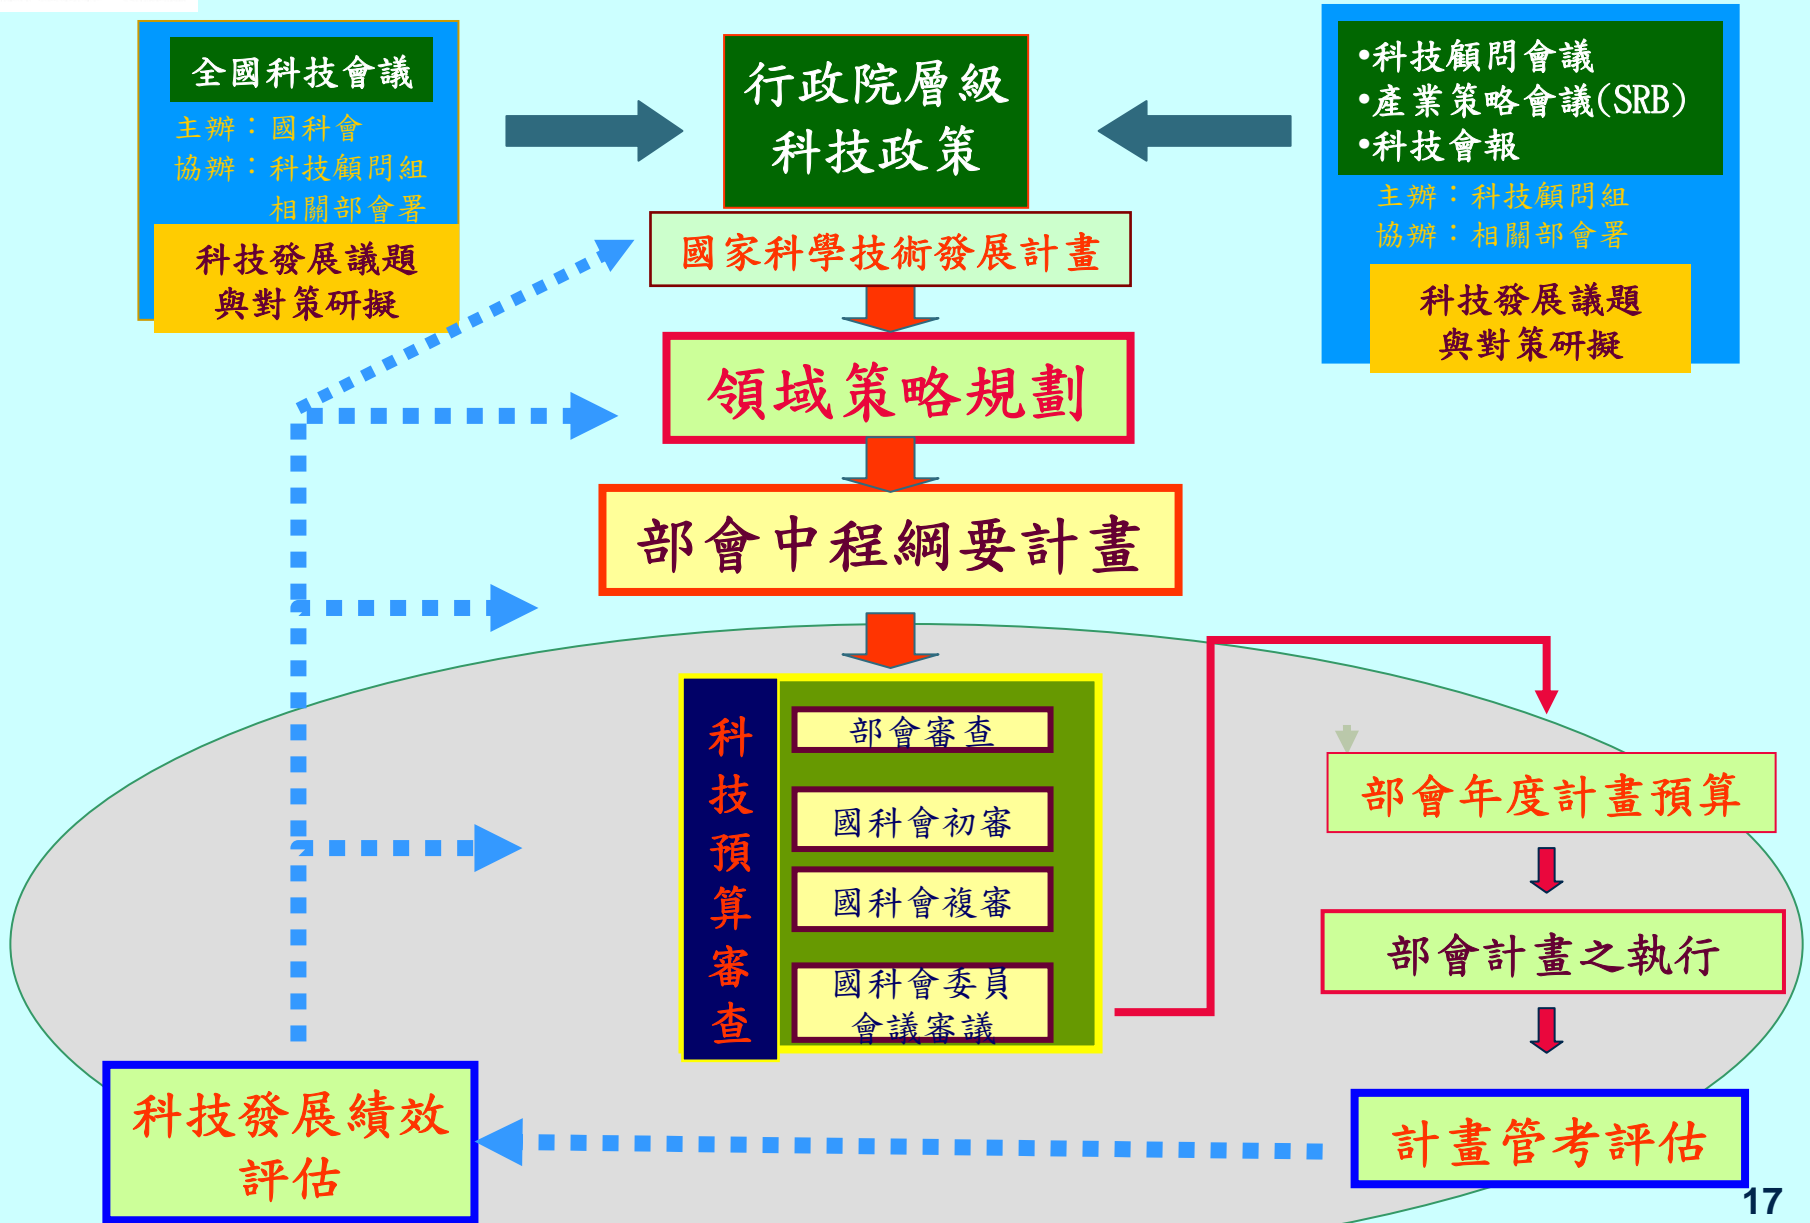 全國科技會議
主辦：國科會
協辦：科技顧問組
相關部會署
科技發展議題
與對策研擬
行政院層級
科技政策
•科技顧問會議
•產業策略會議(SRB)
•科技會報
主辦：科技顧問組
協辦：相關部會署
科技發展議題
與對策研擬
國家科學技術發展計畫
領域策略規劃
部會中程綱要計畫
科技預算審查
部會審查
國科會初審
國科會複審
國科會委員
會議審議
部會年度計畫預算
部會計畫之執行
計畫管考評估
科技發展績效
評估
17